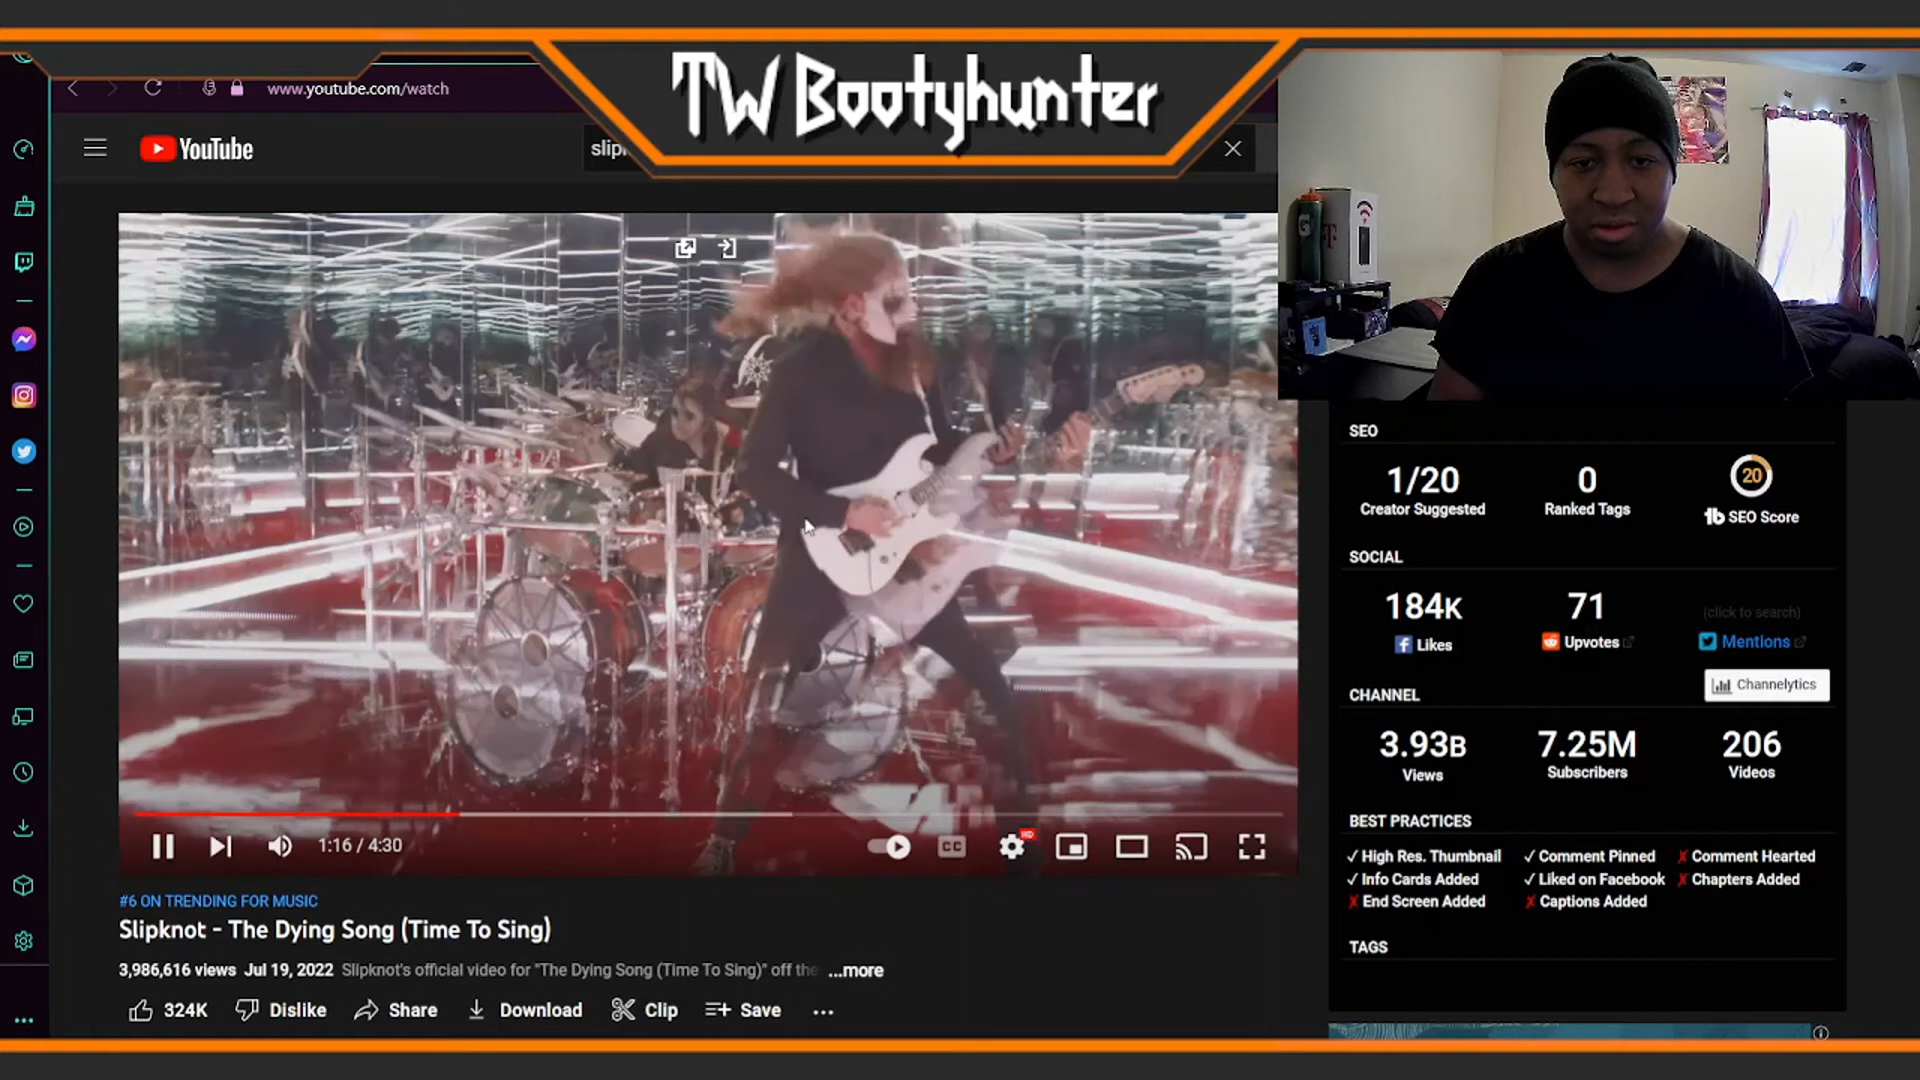 TW Bootyhunter
www.youtube.com/watch
YouTube
slip
SEO
1/20
Creator Suggested
0
Ranked Tags
20
SEO Score
SOCIAL
184K
Likes
71
Upvotes
(click to search)
Mentions
Channelytics
CHANNEL
3.93B
Views
7.25M
Subscribers
206
Videos
BEST PRACTICES
High Res. Thumbnail
Comment Pinned
Comment Hearted
Info Cards Added
Liked on Facebook
Chapters Added
End Screen Added
Captions Added
TAGS
1:16 / 4:30
CC
HD
#6 ON TRENDING FOR MUSIC
Slipknot - The Dying Song (Time To Sing)
3,986,616 views Jul 19, 2022 Slipknot's official video for "The Dying Song (Time To Sing)" off the ...more
324K
Dislike
Share
Download
Clip
Save